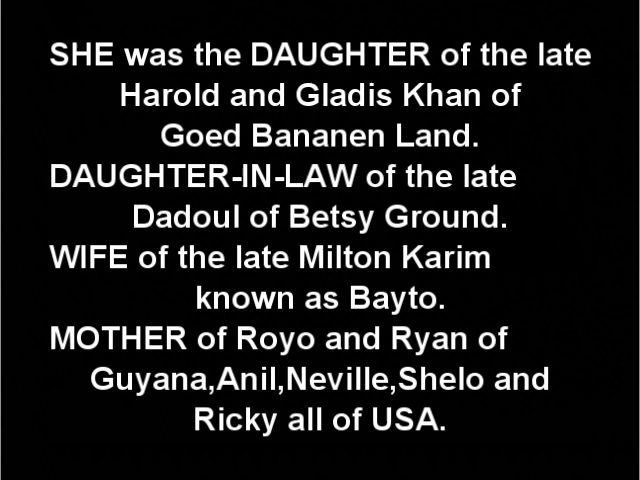 SHE was the DAUGHTER of the late
Harold and Gladis Khan of
Goed Bananen Land.
DAUGHTER-IN-LAW of the late
Dadoul of Betsy Ground.
WIFE of the late Milton Karim
known as Bayto.
MOTHER of Royo and Ryan of
Guyana,Anil,Neville,Shelo and
Ricky all of USA.